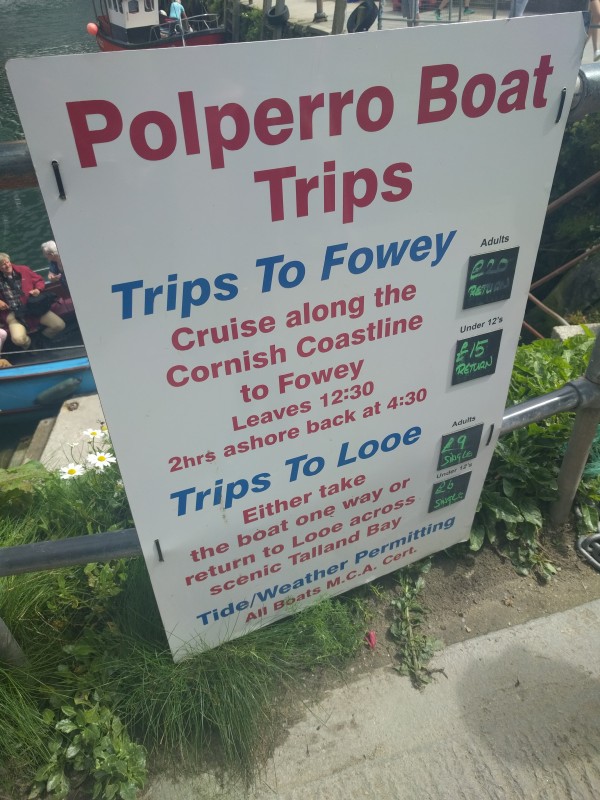 Polperro Boat
Trips
Trips To Fowey
Cruise along the
Cornish Coastline
to Fowey
Leaves 12:30
2hrs ashore back at 4:30
Adults
£20
RETURN
Under 12's
£15
RETURN
Trips To Looe
Either take
the boat one way or
return to Looe across
scenic Talland Bay
Adults
£9
SINGLE
Under 12's
£6
SINGLE
Tide/Weather Permitting
All Boats M.C.A. Cert.